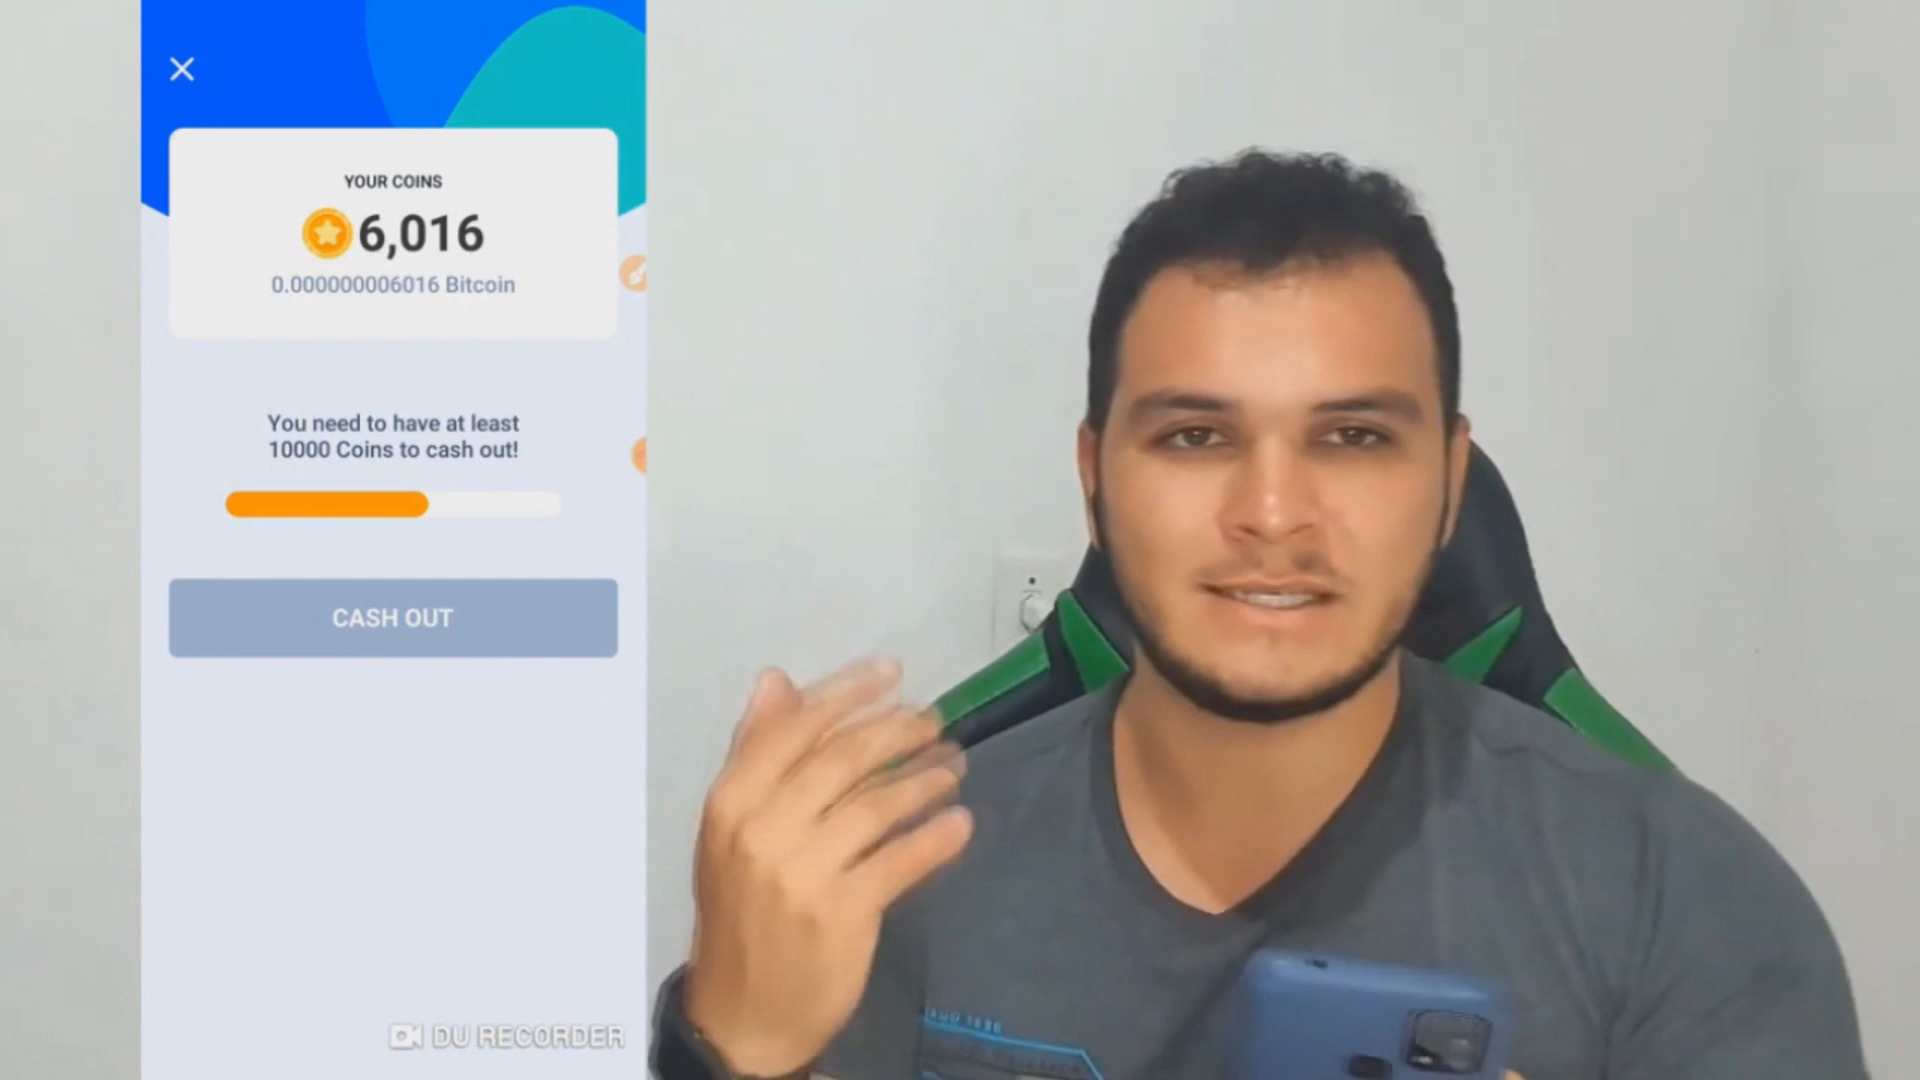 YOUR COINS
6,016
0.000000006016 Bitcoin
You need to have at least
10000 Coins to cash out!
CASH OUT
DU RECORDER